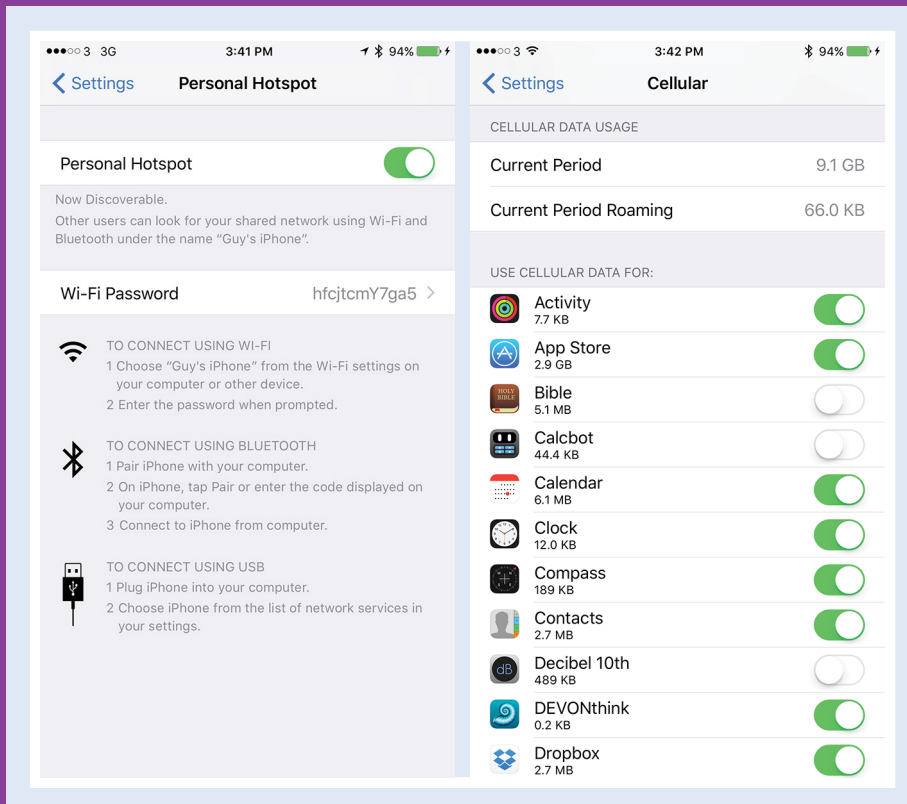 3 3G 3:41 PM 94%
Settings Personal Hotspot
Personal Hotspot
Now Discoverable.
Other users can look for your shared network using Wi-Fi and
Bluetooth under the name “Guy's iPhone”.
Wi-Fi Password hfcjtcmY7ga5
TO CONNECT USING WI-FI
1 Choose “Guy's iPhone” from the Wi-Fi settings on
your computer or other device.
2 Enter the password when prompted.
TO CONNECT USING BLUETOOTH
1 Pair iPhone with your computer.
2 On iPhone, tap Pair or enter the code displayed on
your computer.
3 Connect to iPhone from computer.
TO CONNECT USING USB
1 Plug iPhone into your computer.
2 Choose iPhone from the list of network services in
your settings.
3 3:42 PM 94%
Settings Cellular
CELLULAR DATA USAGE
Current Period 9.1 GB
Current Period Roaming 66.0 KB
USE CELLULAR DATA FOR:
Activity
7.7 KB
App Store
2.9 GB
HOLY
BIBLE
Bible
5.1 MB
Calcbot
44.4 KB
Calendar
6.1 MB
Clock
12.0 KB
Compass
189 KB
Contacts
2.7 MB
dB
Decibel 10th
489 KB
DEVONthink
0.2 KB
Dropbox
2.7 MB